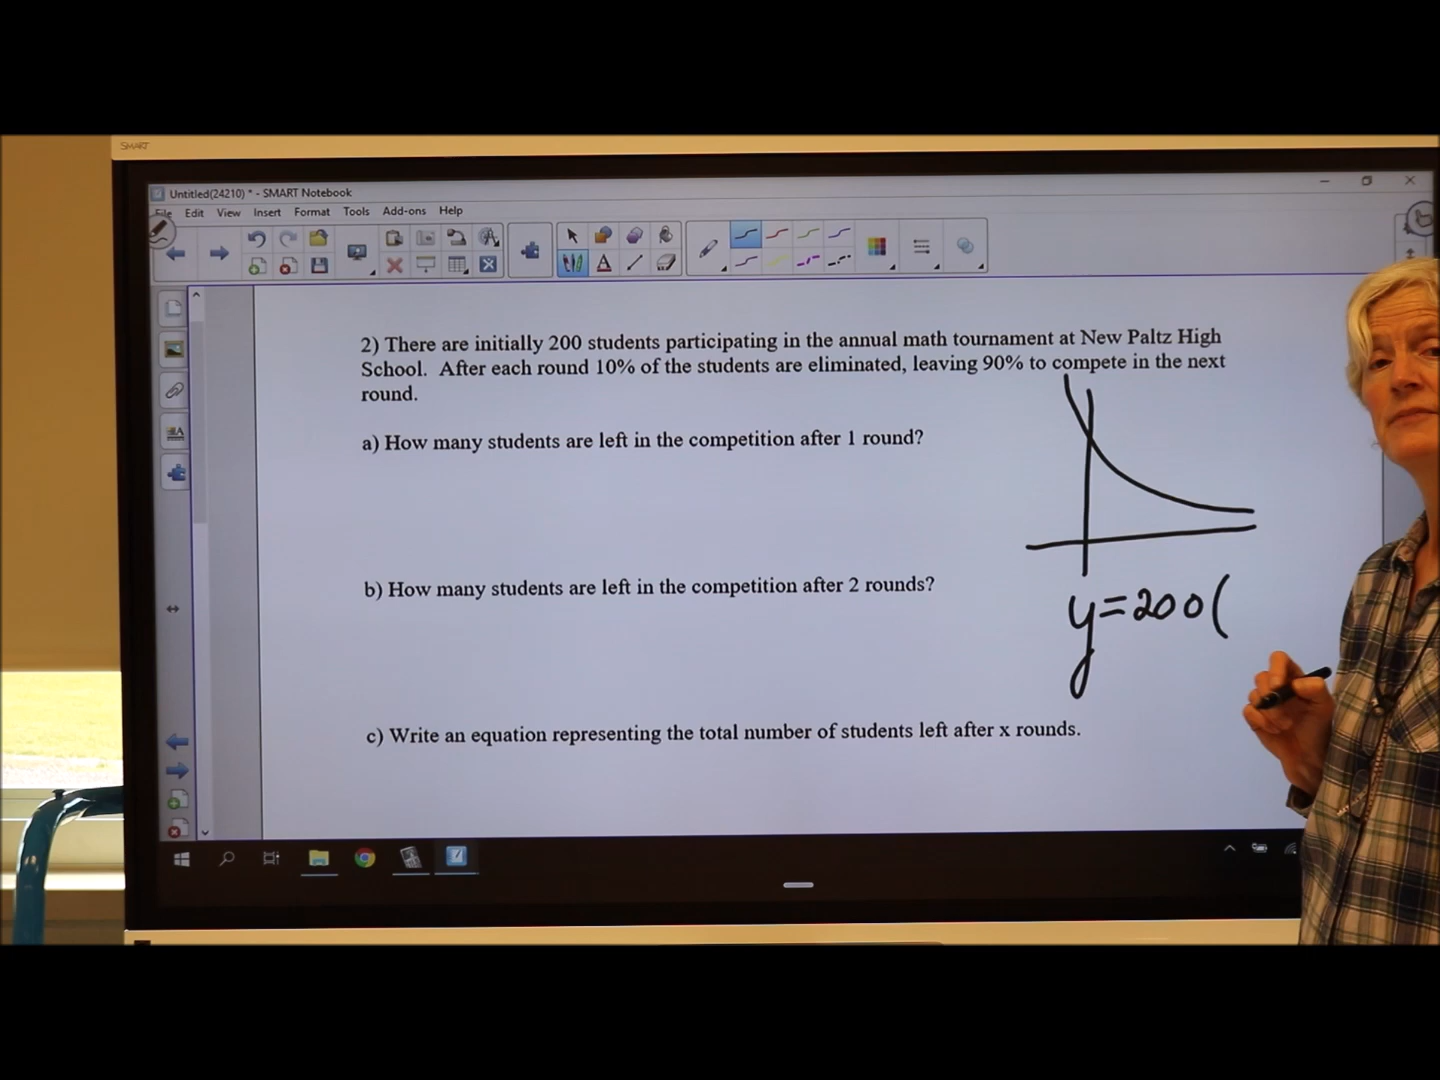 SMART
Untitled(24210) * - SMART Notebook
File Edit View Insert Format Tools Add-ons Help
2) There are initially 200 students participating in the annual math tournament at New Paltz High
School. After each round 10% of the students are eliminated, leaving 90% to compete in the next
round.
a) How many students are left in the competition after 1 round?
b) How many students are left in the competition after 2 rounds?
y=200(
c) Write an equation representing the total number of students left after x rounds.